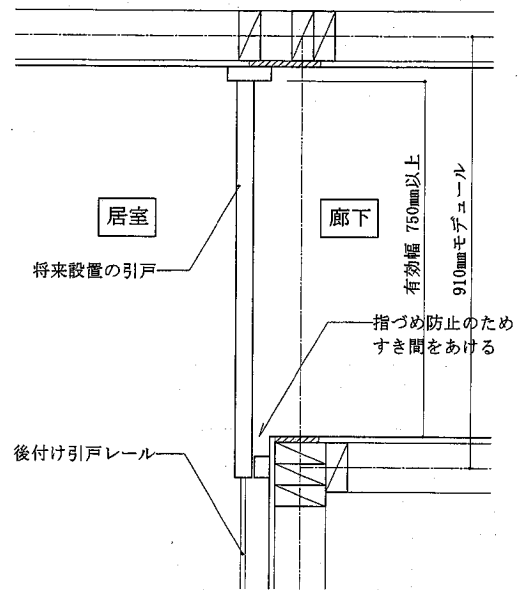 居室
廊下
有効幅 750㎜以上
910㎜モデュール
将来設置の引戸
指づめ防止のため
すき間をあける
後付け引戸レール